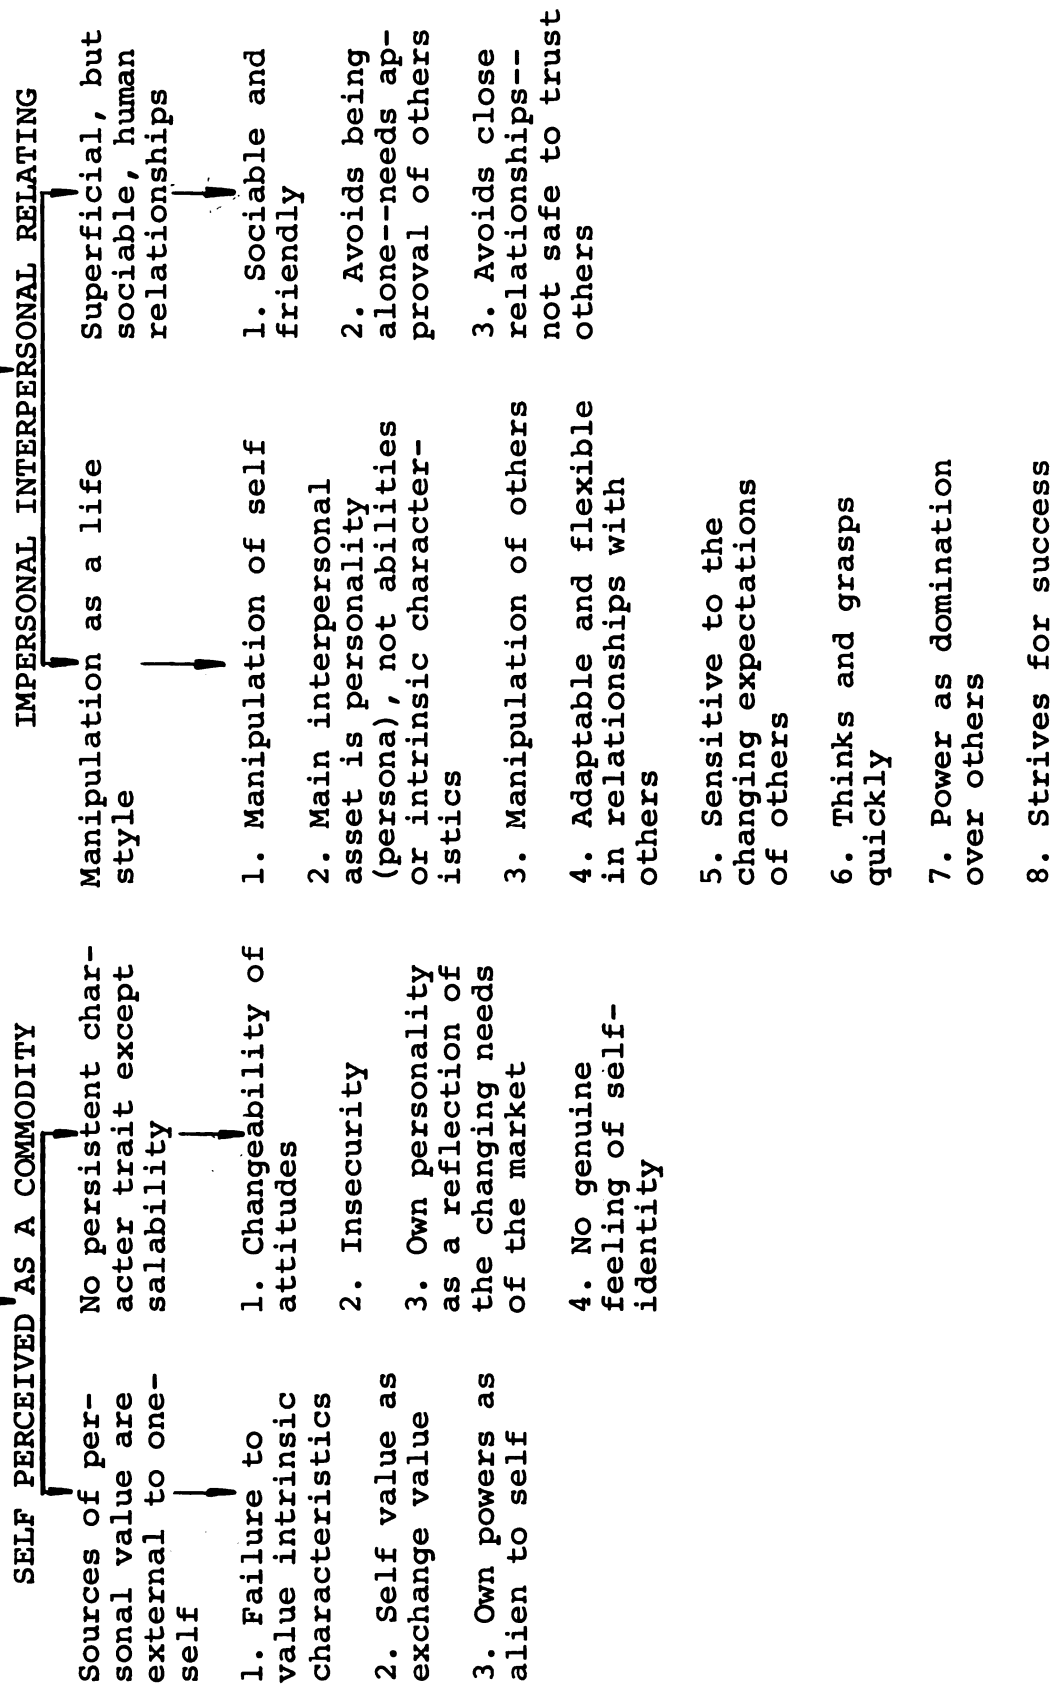 SELF PERCEIVED AS A COMMODITY
Sources of per-
sonal value are
external to one-
self
1. Failure to
value intrinsic
characteristics
2. Self value as
exchange value
3. Own powers as
alien to self
No persistent char-
acter trait except
salability
1. Changeability of
attitudes
2. Insecurity
3. Own personality
as a reflection of
the changing needs
of the market
4. No genuine
feeling of self-
identity
IMPERSONAL INTERPERSONAL RELATING
Manipulation as a life
style
1. Manipulation of self
2. Main interpersonal
asset is personality
(persona), not abilities
or intrinsic character-
istics
3. Manipulation of others
4. Adaptable and flexible
in relationships with
others
5. Sensitive to the
changing expectations
of others
6. Thinks and grasps
quickly
7. Power as domination
over others
8. Strives for success
Superficial, but
sociable, human
relationships
1. Sociable and
friendly
2. Avoids being
alone--needs ap-
proval of others
3. Avoids close
relationships--
not safe to trust
others